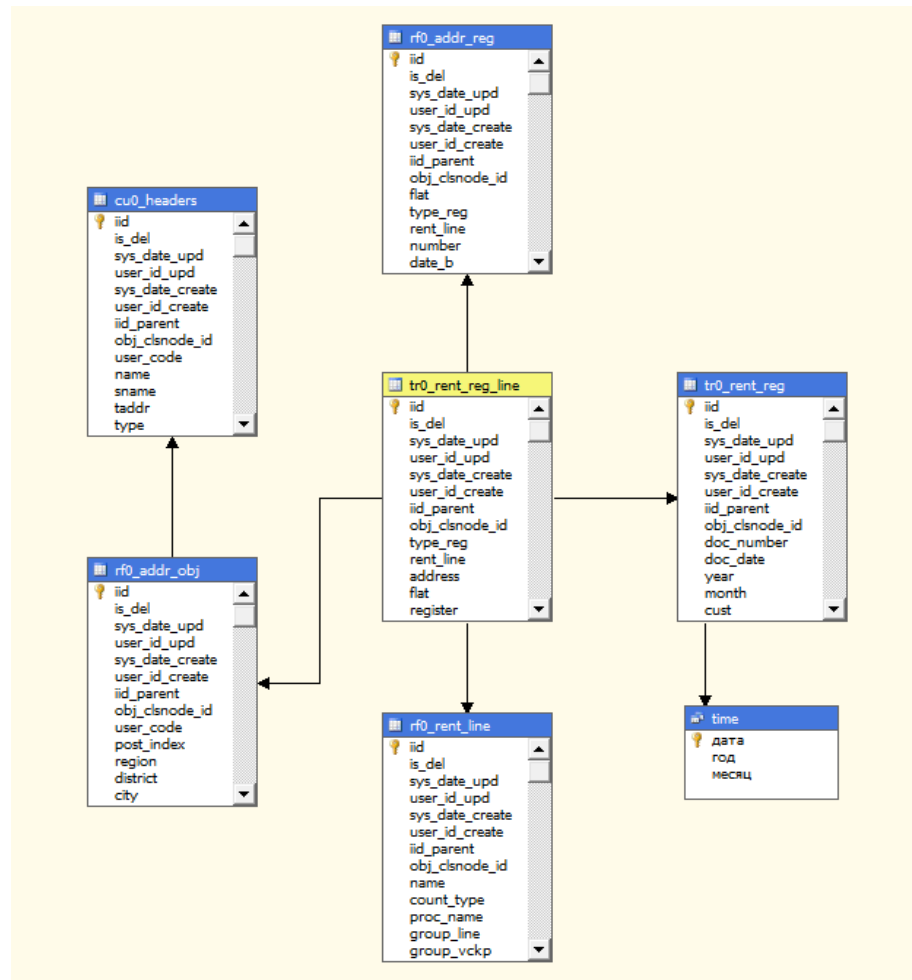 rf0_addr_reg
iid
is_del
sys_date_upd
user_id_upd
sys_date_create
user_id_create
iid_parent
obj_clsnode_id
flat
type_reg
rent_line
number
date_b
cu0_headers
iid
is_del
sys_date_upd
user_id_upd
sys_date_create
user_id_create
iid_parent
obj_clsnode_id
user_code
name
sname
taddr
type
tr0_rent_reg_line
iid
is_del
sys_date_upd
user_id_upd
sys_date_create
user_id_create
iid_parent
obj_clsnode_id
type_reg
rent_line
address
flat
register
tr0_rent_reg
iid
is_del
sys_date_upd
user_id_upd
sys_date_create
user_id_create
iid_parent
obj_clsnode_id
doc_number
doc_date
year
month
cust
rf0_addr_obj
iid
is_del
sys_date_upd
user_id_upd
sys_date_create
user_id_create
iid_parent
obj_clsnode_id
user_code
post_index
region
district
city
rf0_rent_line
iid
is_del
sys_date_upd
user_id_upd
sys_date_create
user_id_create
iid_parent
obj_clsnode_id
name
count_type
proc_name
group_line
group_vckp
time
дата
год
месяц